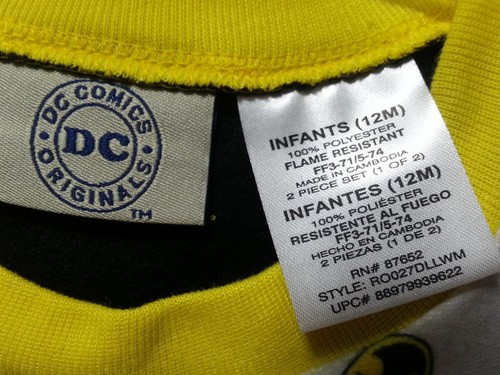 DC COMICS
DC
ORIGINALS
TM
INFANTS (12M)
100% POLYESTER
FLAME RESISTANT
FF3-71/5-74
MADE IN CAMBODIA
2 PIECE SET (1 OF 2)
INFANTES (12M)
100% POLIÉSTER
RESISTENTE AL FUEGO
FF3-71/5-74
HECHO EN CAMBODIA
2 PIEZAS (1 DE 2)
RN# 87652
STYLE: RO027DLLWM
UPC# 88979939622